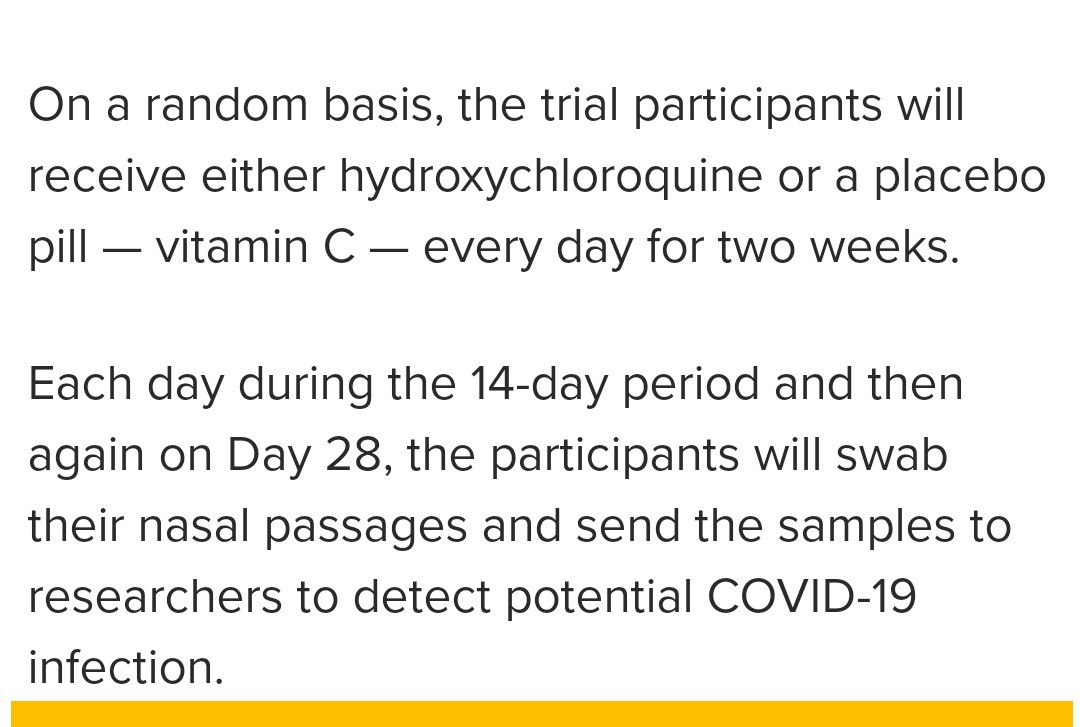 On a random basis, the trial participants will
receive either hydroxychloroquine or a placebo
pill — vitamin C — every day for two weeks.
Each day during the 14-day period and then
again on Day 28, the participants will swab
their nasal passages and send the samples to
researchers to detect potential COVID-19
infection.